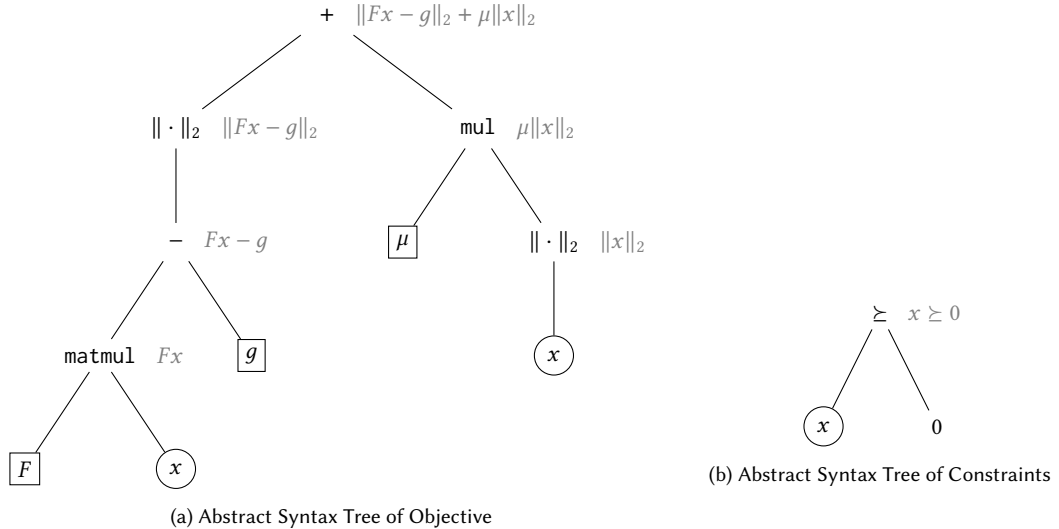 + ‖Fx − g‖₂ + μ‖x‖₂
‖ · ‖₂ ‖Fx − g‖₂
mul μ‖x‖₂
− Fx − g
μ
‖ · ‖₂ ‖x‖₂
matmul Fx
g
x
F
x
(a) Abstract Syntax Tree of Objective
⪰ x ⪰ 0
x
0
(b) Abstract Syntax Tree of Constraints